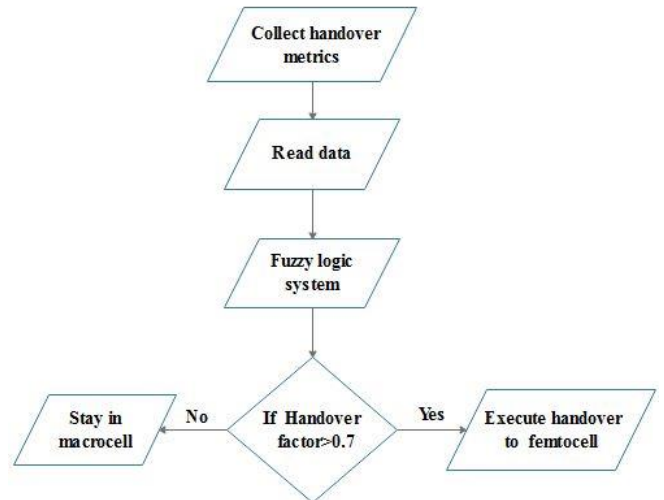 Collect handover
metrics
Read data
Fuzzy logic
system
If Handover
factor>0.7
No
Stay in
macrocell
Yes
Execute handover
to femtocell